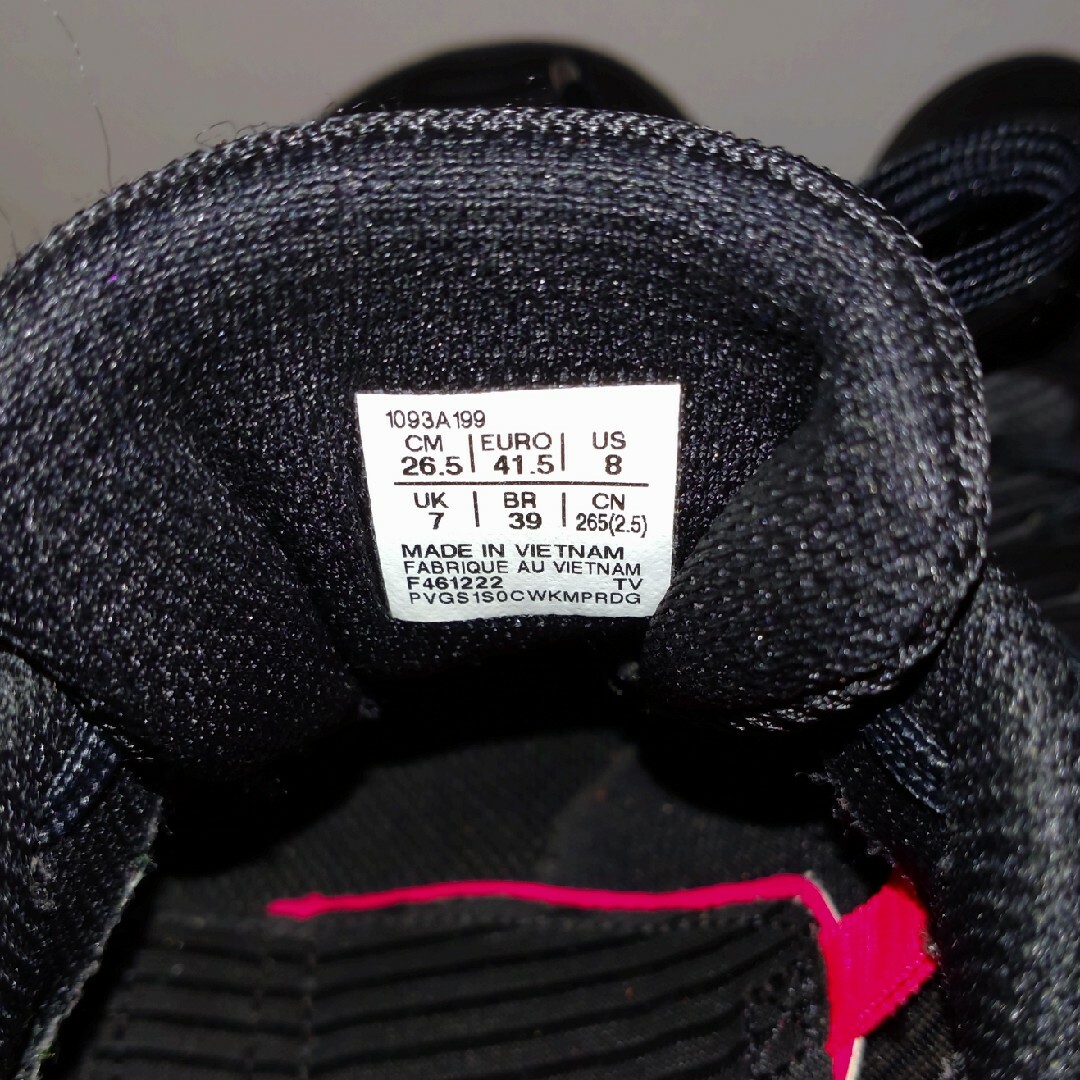 1093A199
CM | EURO | US
26.5 | 41.5 | 8
UK | BR | CN
7 | 39 | 265(2.5)
MADE IN VIETNAM
FABRIQUE AU VIETNAM
F461222 TV
PVGS1S0CWKMPRDG